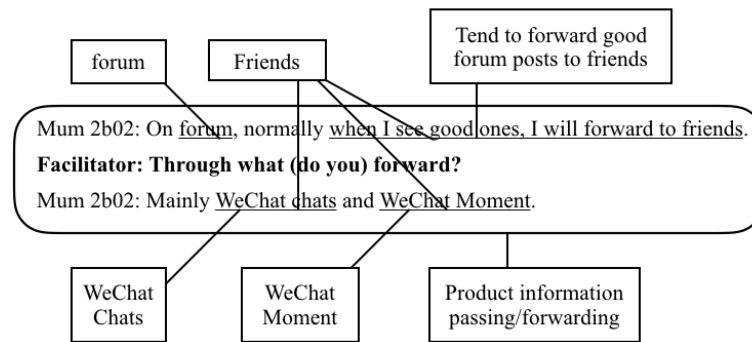 forum
Friends
Tend to forward good
forum posts to friends
Mum 2b02: On forum, normally when I see good ones, I will forward to friends.
Facilitator: Through what (do you) forward?
Mum 2b02: Mainly WeChat chats and WeChat Moment.
WeChat
Chats
WeChat
Moment
Product information
passing/forwarding